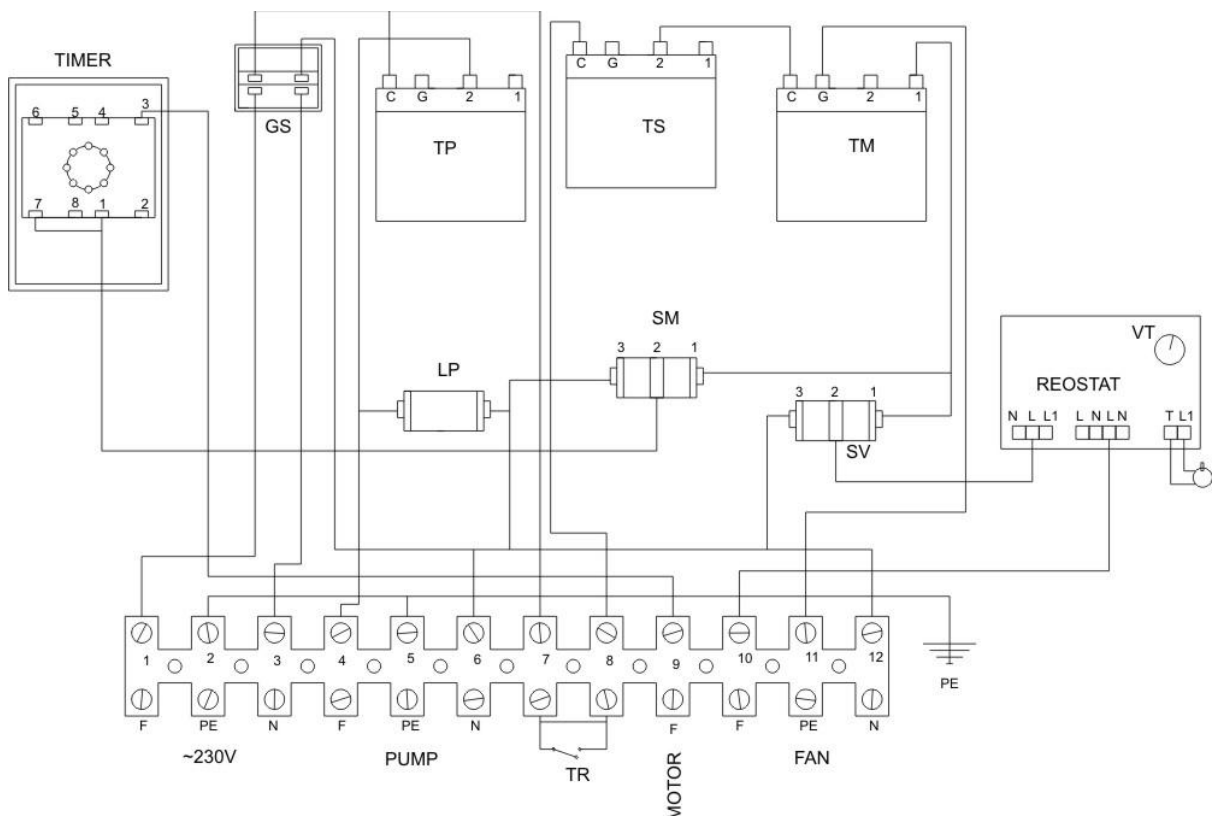 TIMER
6 5 4 3
7 8 1 2
GS
C G 2 1
TP
C G 2 1
TS
C G 2 1
TM
SM
3 2 1
LP
3 2 1
SV
VT
REOSTAT
N L L1 L N L N T L1
1 2 3 4 5 6 7 8 9 10 11 12
PE
F PE N F PE N F F PE N
~230V PUMP TR MOTOR FAN